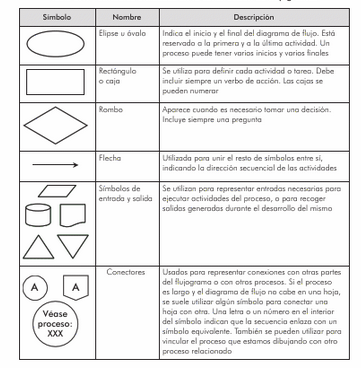 Símbolo Nombre Descripción
Elipse u óvalo
Indica el inicio y el final del diagrama de flujo. Está
reservado a la primera y a la última actividad. Un
proceso puede tener varios inicios y varios finales
Rectángulo
o caja
Se utiliza para definir cada actividad o tarea. Debe
incluir siempre un verbo de acción. Las cajas se
pueden numerar
Rombo
Aparece cuando es necesario tomar una decisión.
Incluye siempre una pregunta
Flecha
Utilizada para unir el resto de símbolos entre sí,
indicando la dirección secuencial de las actividades
Símbolos de
entrada y salida
Se utilizan para representar entradas necesarias para
ejecutar actividades del proceso, o para recoger
salidas generadas durante el desarrollo del mismo
A A
Véase
proceso:
XXX
Conectores
Usados para representar conexiones con otras partes
del flujograma o con otros procesos. Si el proceso
es largo y el diagrama de flujo no cabe en una hoja,
se suele utilizar algún símbolo para conectar una
hoja con otra. Una letra o un número en el interior
del símbolo indican que la secuencia enlaza con un
símbolo equivalente. También se pueden utilizar para
vincular el proceso que estamos dibujando con otro
proceso relacionado